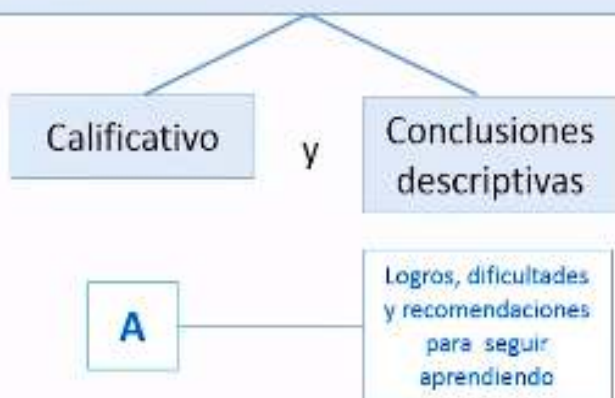 Calificativo
y
Conclusiones
descriptivas
A
Logros, dificultades
y recomendaciones
para seguir
aprendiendo